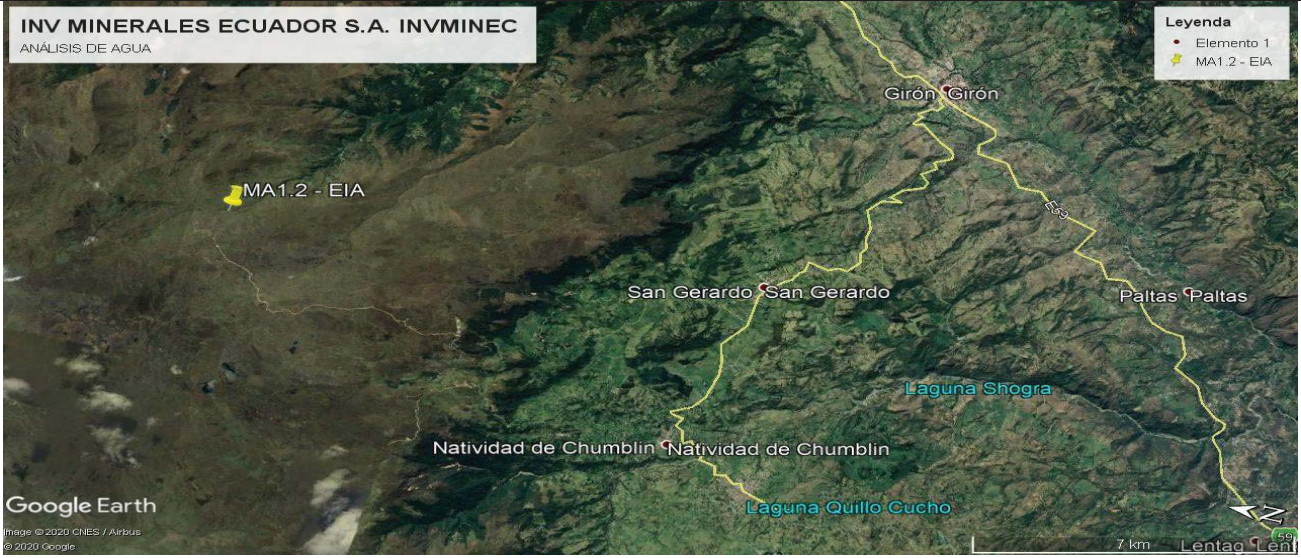 INV MINERALES ECUADOR S.A. INVMINEC
ANÁLISIS DE AGUA
Leyenda
Elemento 1
MA1.2 - EIA
Girón Girón
MA1.2 - EIA
E59
San Gerardo San Gerardo
Paltas Paltas
Laguna Shogra
Natividad de Chumblin Natividad de Chumblin
Laguna Quillo Cucho
Google Earth
Image © 2020 CNES / Airbus
© 2020 Google
N
59
7 km
Lentag Lent